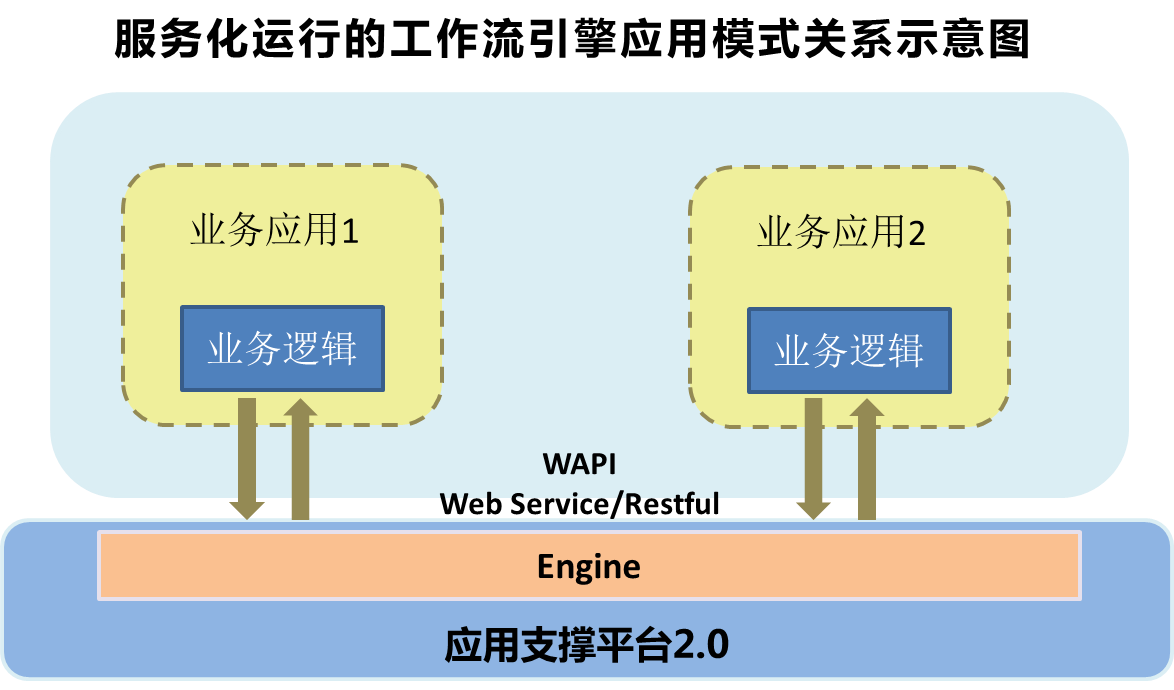 服务化运行的工作流引擎应用模式关系示意图
业务应用1
业务应用2
业务逻辑
业务逻辑
WAPI
Web Service/Restful
Engine
应用支撑平台2.0